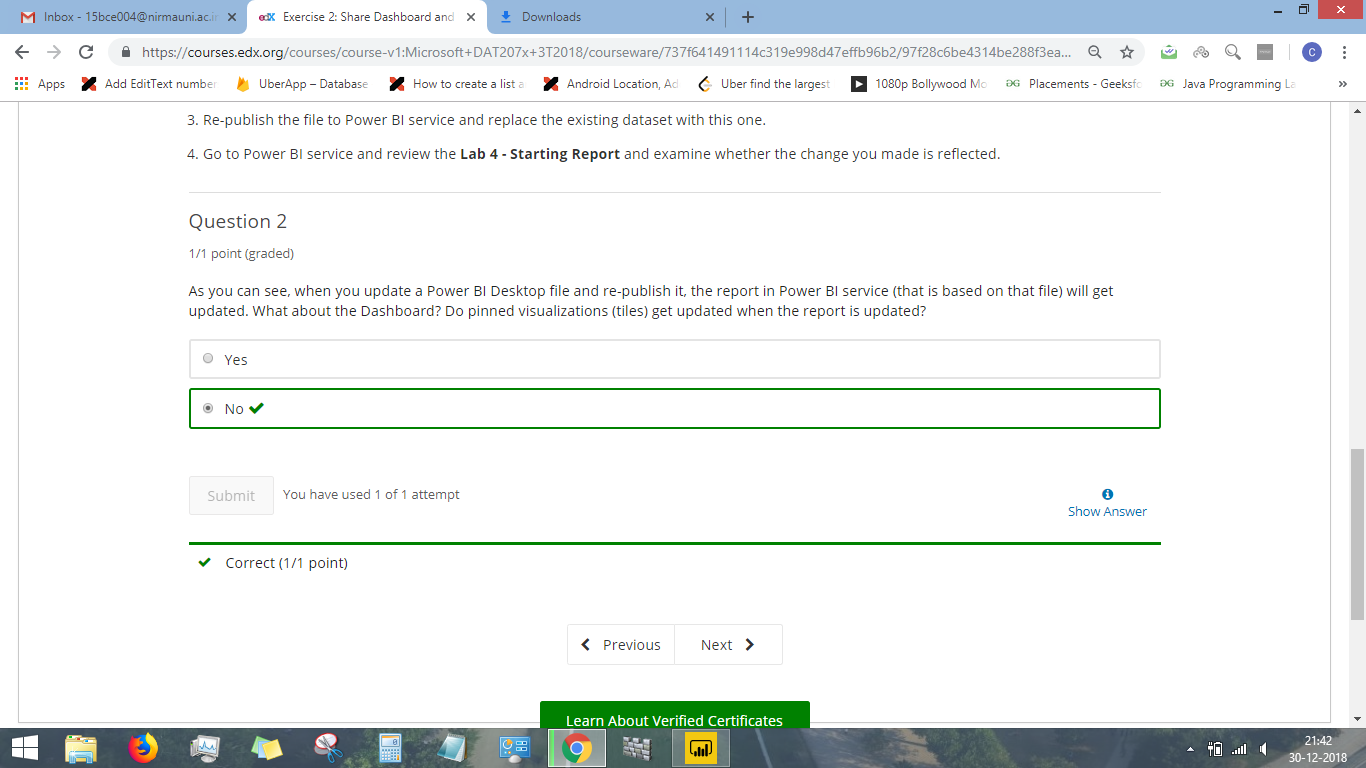 Inbox - 15bce004@nirmauni.ac.i
Exercise 2: Share Dashboard and
Downloads
https://courses.edx.org/courses/course-v1:Microsoft+DAT207x+3T2018/courseware/737f641491114c319e998d47effb96b2/97f28c6be4314be288f3ea...
C
Apps
Add EditText number
UberApp – Database
How to create a list a
Android Location, Ad
Uber find the largest
1080p Bollywood Mo
Placements - Geeksfo
Java Programming La
»
3. Re-publish the file to Power BI service and replace the existing dataset with this one.
4. Go to Power BI service and review the Lab 4 - Starting Report and examine whether the change you made is reflected.
Question 2
1/1 point (graded)
As you can see, when you update a Power BI Desktop file and re-publish it, the report in Power BI service (that is based on that file) will get
updated. What about the Dashboard? Do pinned visualizations (tiles) get updated when the report is updated?
Yes
No
Submit
You have used 1 of 1 attempt
Show Answer
Correct (1/1 point)
Previous
Next
Learn About Verified Certificates
21:42
30-12-2018